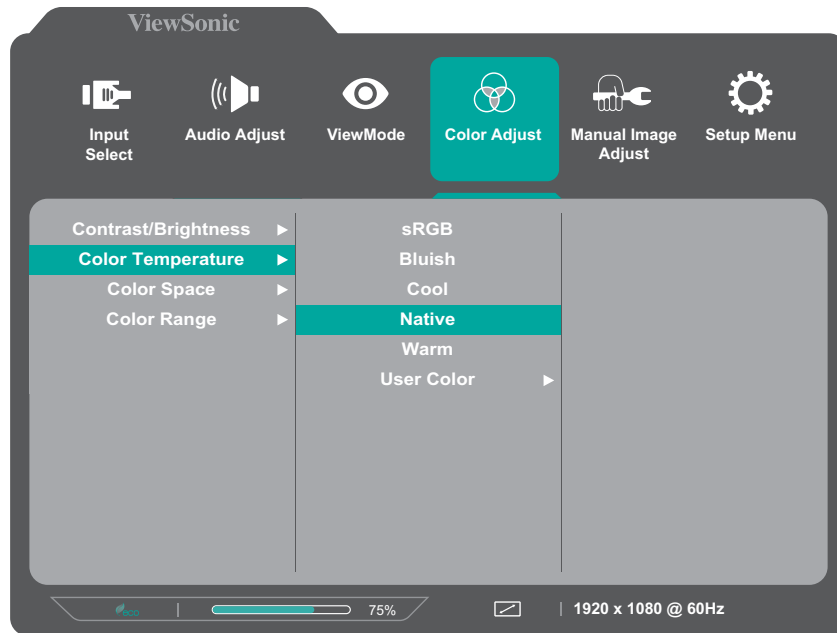 ViewSonic
Input Select
Audio Adjust
ViewMode
Color Adjust
Manual Image Adjust
Setup Menu
Contrast/Brightness
Color Temperature
Color Space
Color Range
sRGB
Bluish
Cool
Native
Warm
User Color
eco
75%
1920 x 1080 @ 60Hz